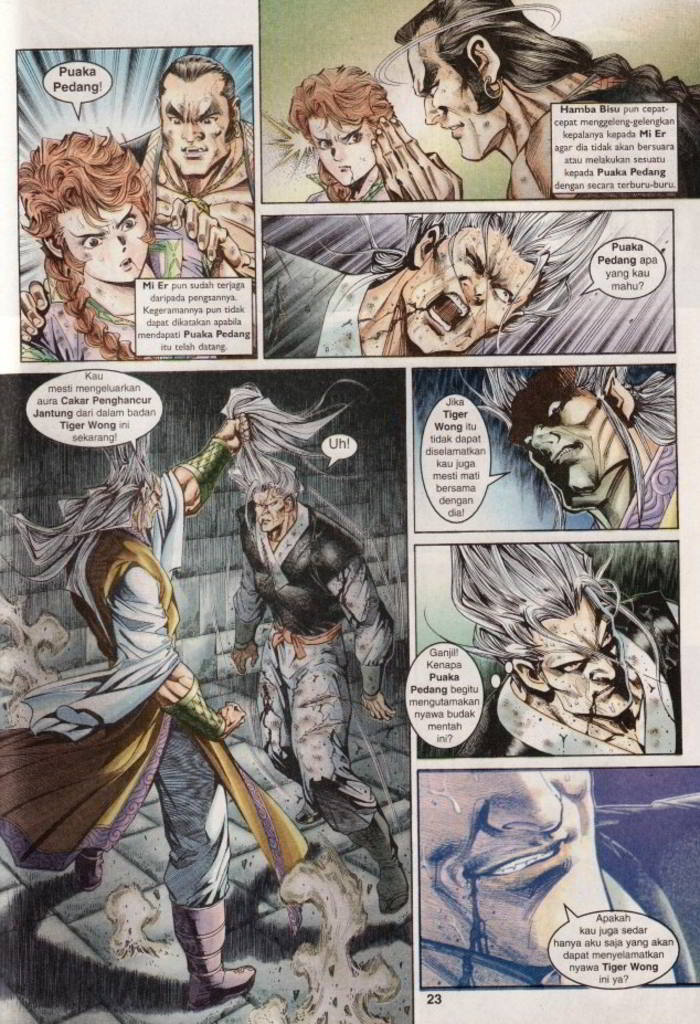 Puaka
Pedang!
Mi Er pun sudah terjaga
daripada pengsannya.
Kegeramannya pun tidak
dapat dikatakan apabila
mendapati Puaka Pedang
itu telah datang.
Hamba Bisu pun cepat-
cepat menggeleng-gelengkan
kepalanya kepada Mi Er
agar dia tidak akan bersuara
atau melakukan sesuatu
kepada Puaka Pedang
dengan secara terburu-buru.
Puaka
Pedang apa
yang kau
mahu?
Kau
mesti mengeluarkan
aura Cakar Penghancur
Jantung dari dalam badan
Tiger Wong ini
sekarang!
Uh!
Jika
Tiger
Wong itu
tidak dapat
diselamatkan
kau juga
mesti mati
bersama
dengan
dia!
Ganjil!
Kenapa
Puaka
Pedang begitu
mengutamakan
nyawa budak
mentah
ini?
Apakah
kau juga sedar
hanya aku saja yang akan
dapat menyelamatkan
nyawa Tiger Wong
ini ya?
23